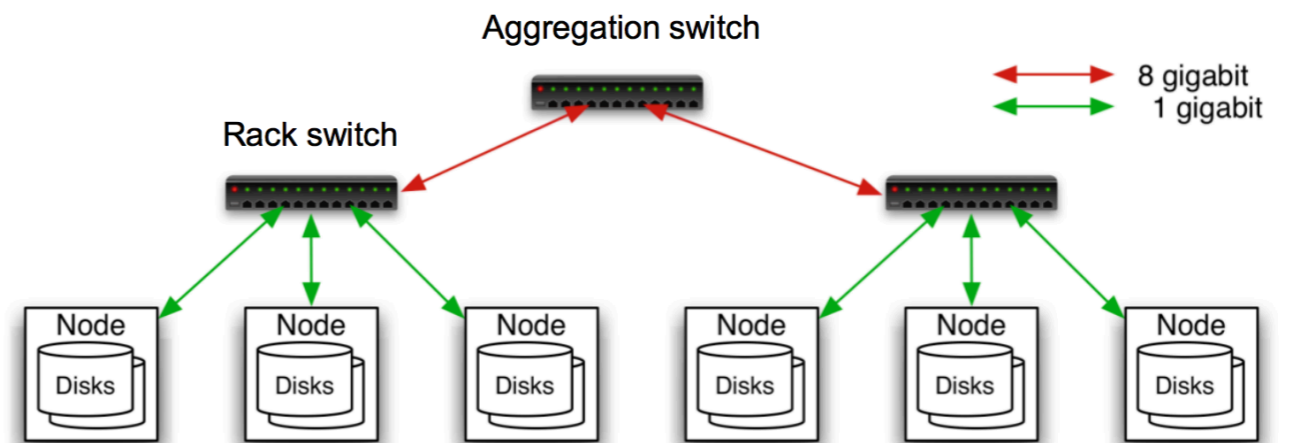 Aggregation switch
8 gigabit
1 gigabit
Rack switch
Node
Disks
Node
Disks
Node
Disks
Node
Disks
Node
Disks
Node
Disks